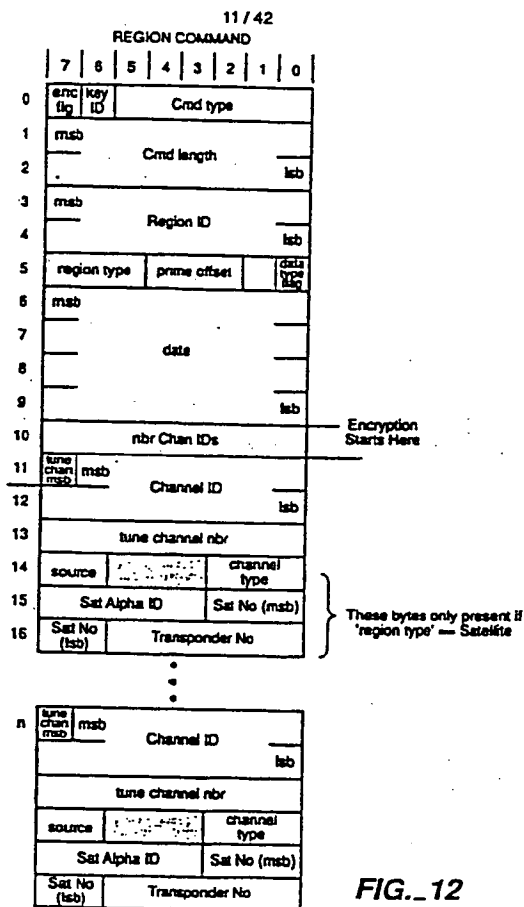 11 / 42
REGION COMMAND
7 6 5 4 3 2 1 0
0 enc flg key ID Cmd type
1 msb
Cmd length
2 lsb
3 msb
Region ID
4 lsb
5 region type prime offset data type flag
6 msb
7
date
8
9 lsb
10 nbr Chan IDs
Encryption
Starts Here
11 tune chan msb msb
Channel ID
12 lsb
13 tune channel nbr
14 source channel type
15 Sat Alpha ID Sat No (msb)
16 Sat No (lsb) Transponder No
These bytes only present if
'region type' = Satellite
n tune chan msb msb
Channel ID
lsb
tune channel nbr
source channel type
Sat Alpha ID Sat No (msb)
Sat No (lsb) Transponder No
FIG._12